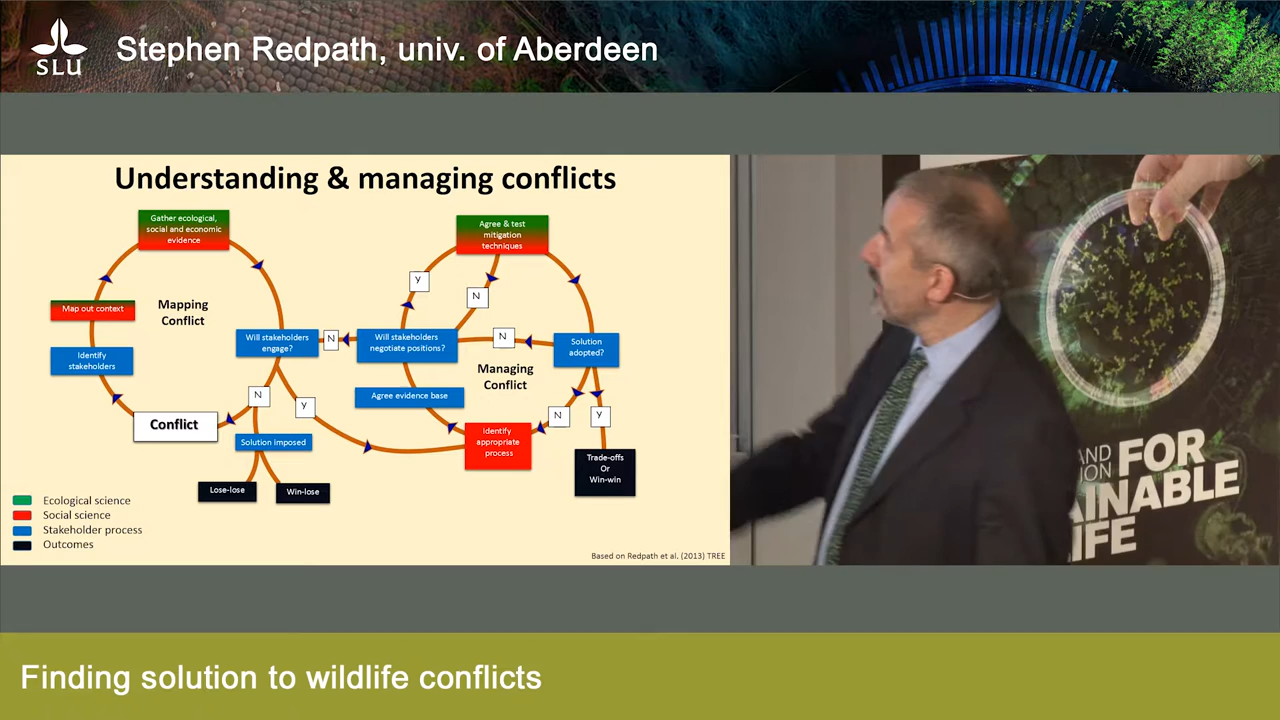 SLU
Stephen Redpath, univ. of Aberdeen
Understanding & managing conflicts
Gather ecological,
social and economic
evidence
Agree & test
mitigation
techniques
Y
N
Map out context
Mapping
Conflict
Will stakeholders
engage?
N
Will stakeholders
negotiate positions?
N
Solution
adopted?
Identify
stakeholders
Managing
Conflict
Agree evidence base
N
Y
N
Y
Conflict
Solution imposed
Identify
appropriate
process
Trade-offs
Or
Win-win
Lose-lose
Win-lose
Ecological science
Social science
Stakeholder process
Outcomes
Based on Redpath et al. (2013) TREE
AND
ION FOR
AINABLE
IFE
Finding solution to wildlife conflicts